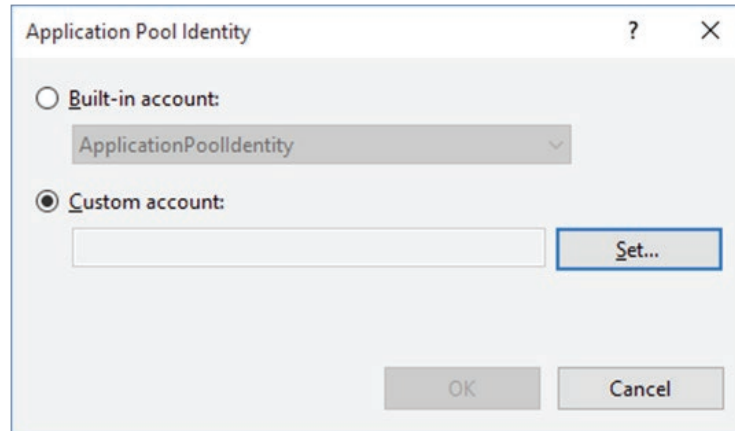 Application Pool Identity ?
Built-in account:
ApplicationPoolIdentity
Custom account:
Set...
OK Cancel